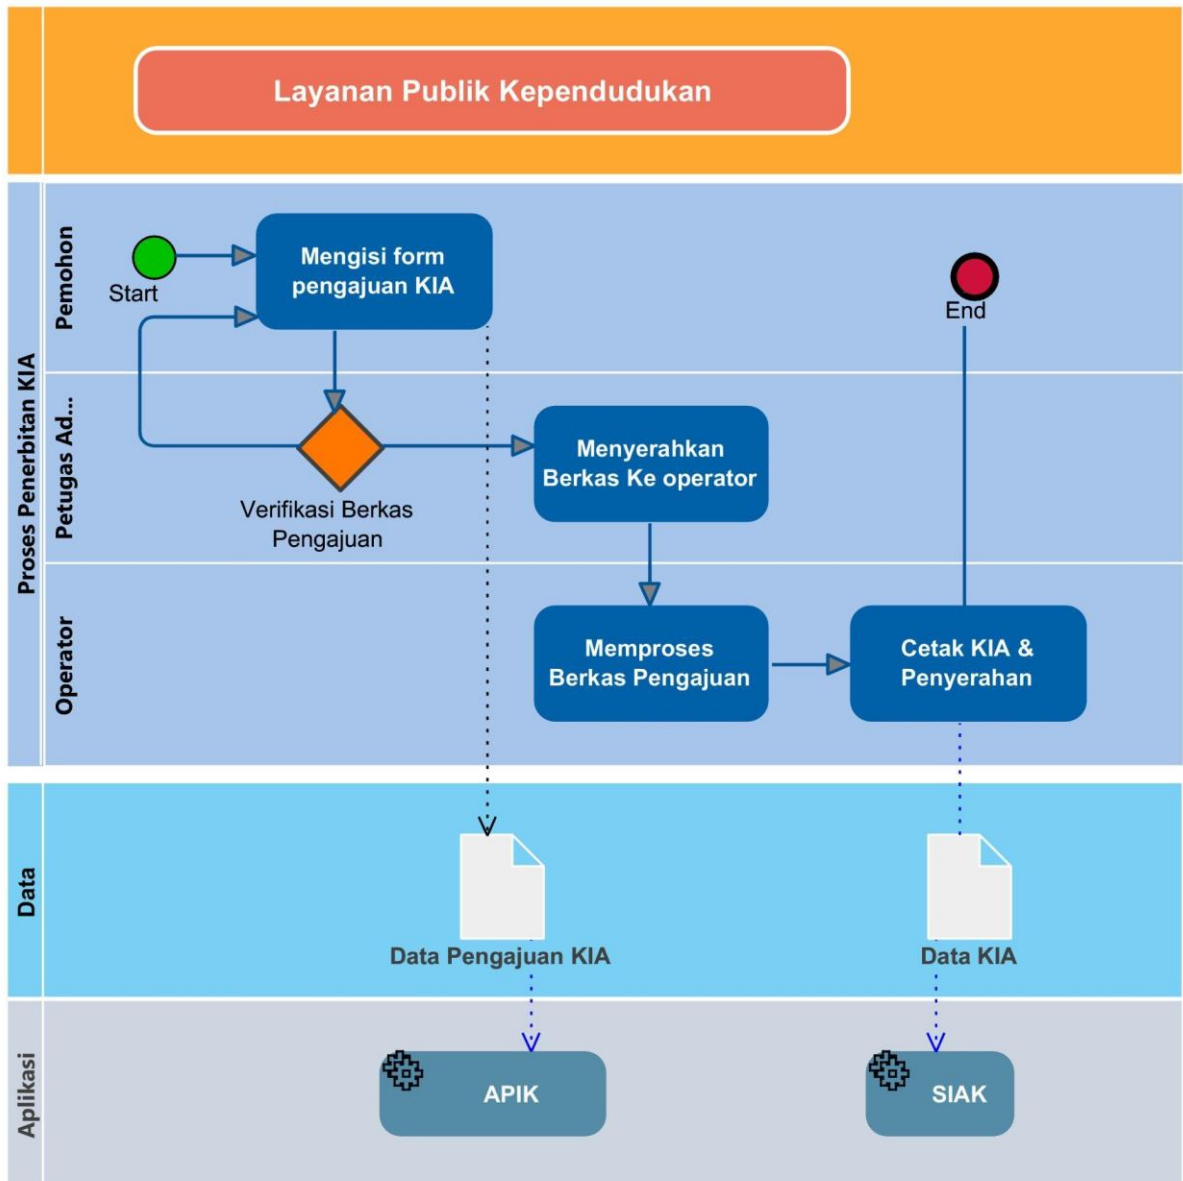 Layanan Publik Kependudukan
Proses Penerbitan KIA
Pemohon
Start
Mengisi form
pengajuan KIA
End
Petugas Ad...
Verifikasi Berkas
Pengajuan
Menyerahkan
Berkas Ke operator
Operator
Memproses
Berkas Pengajuan
Cetak KIA &
Penyerahan
Data
Data Pengajuan KIA
Data KIA
Aplikasi
APIK
SIAK